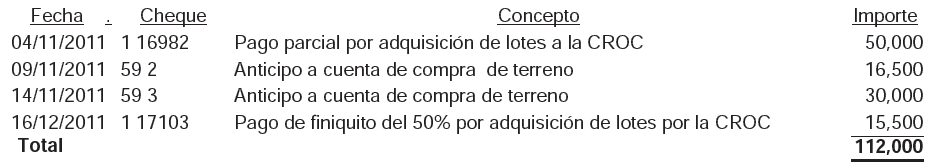 Fecha . Cheque Concepto Importe
04/11/2011 1 16982 Pago parcial por adquisición de lotes a la CROC 50,000
09/11/2011 59 2 Anticipo a cuenta de compra de terreno 16,500
14/11/2011 59 3 Anticipo a cuenta de compra de terreno 30,000
16/12/2011 1 17103 Pago de finiquito del 50% por adquisición de lotes por la CROC 15,500
Total 112,000